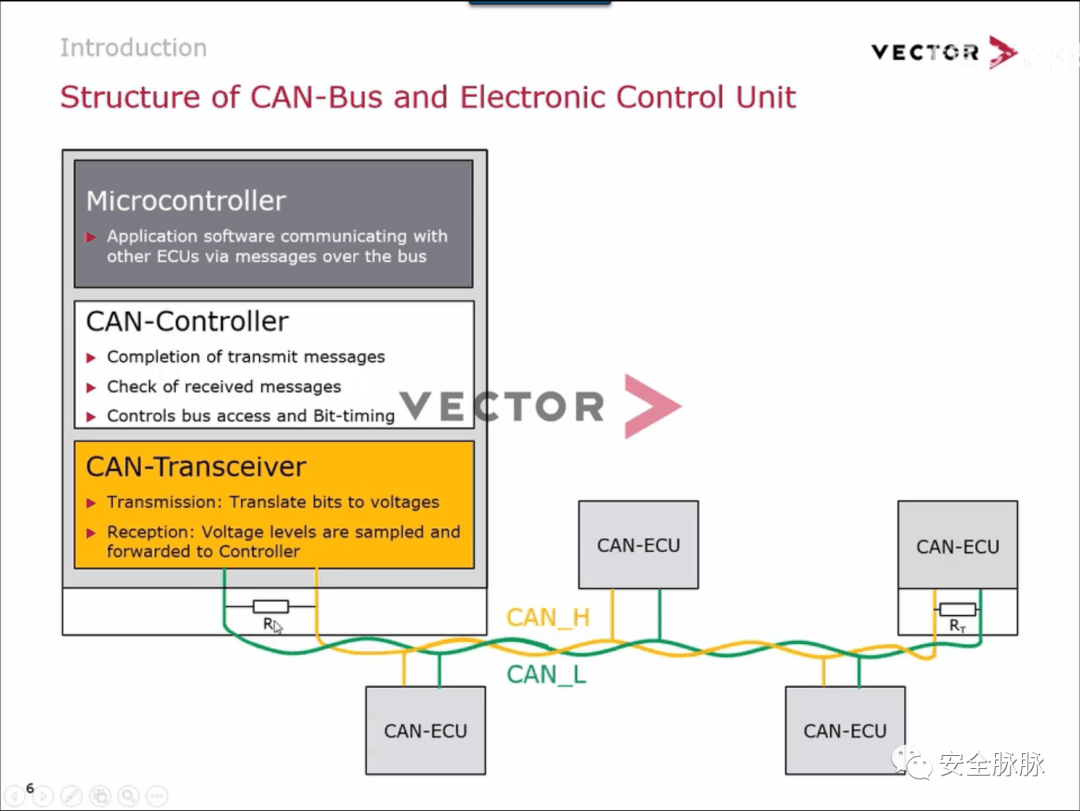 Introduction
VECTOR
Structure of CAN-Bus and Electronic Control Unit
Microcontroller
Application software communicating with
other ECUs via messages over the bus
CAN-Controller
Completion of transmit messages
Check of received messages
Controls bus access and Bit-timing
VECTOR
CAN-Transceiver
Transmission: Translate bits to voltages
Reception: Voltage levels are sampled and
forwarded to Controller
CAN-ECU
CAN-ECU
R
CAN_H
RT
CAN_L
CAN-ECU
CAN-ECU
安全脉脉
6